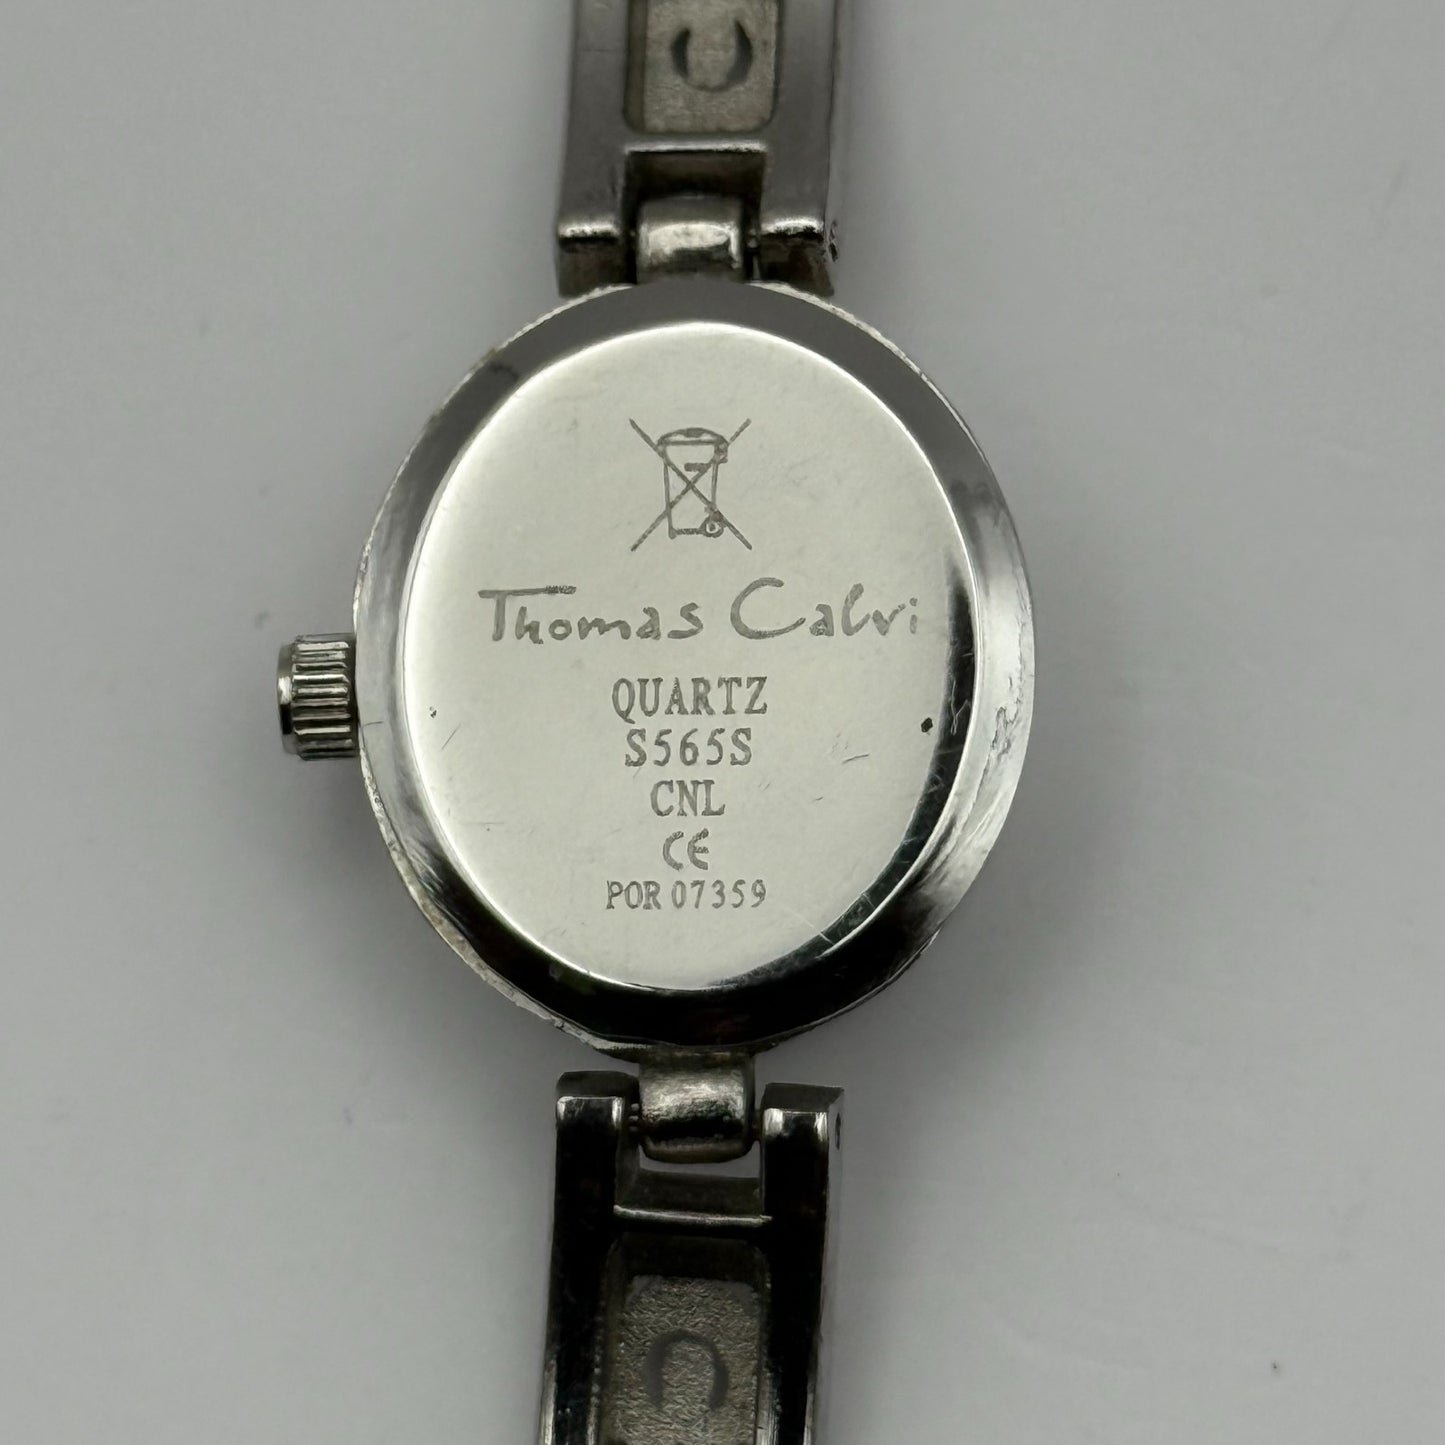 Thomas Calvi
QUARTZ
S565S
CNL
CE
POR 07359